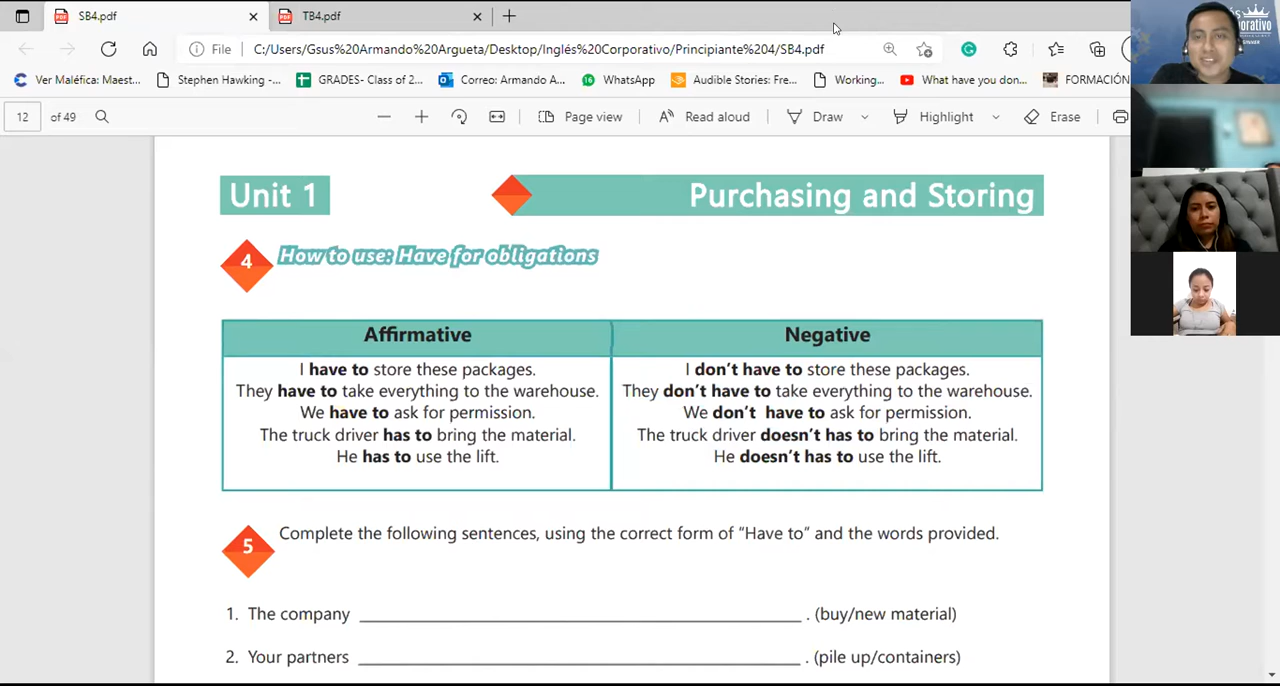 SB4.pdf
TB4.pdf
File
C:/Users/Gsus%20Armando%20Argueta/Desktop/Inglés%20Corporativo/Principiante%204/SB4.pdf
Ver Maléfica: Maest...
Stephen Hawking -...
GRADES- Class of 2...
Correo: Armando A...
WhatsApp
Audible Stories: Fre...
Working...
What have you don...
FORMACIÓN
12 of 49
Page view
Read aloud
Draw
Highlight
Erase
Unit 1
Purchasing and Storing
4 How to use: Have for obligations
Affirmative
I have to store these packages.
They have to take everything to the warehouse.
We have to ask for permission.
The truck driver has to bring the material.
He has to use the lift.
Negative
I don't have to store these packages.
They don't have to take everything to the warehouse.
We don't have to ask for permission.
The truck driver doesn't has to bring the material.
He doesn't has to use the lift.
5 Complete the following sentences, using the correct form of "Have to" and the words provided.
1. The company ________________ . (buy/new material)
2. Your partners ________________ . (pile up/containers)